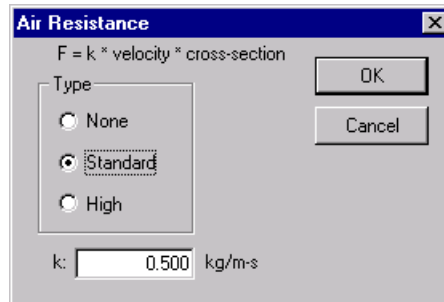 Air Resistance
F = k * velocity * cross-section
Type
None
Standard
High
OK
Cancel
k: 0.500 kg/m-s